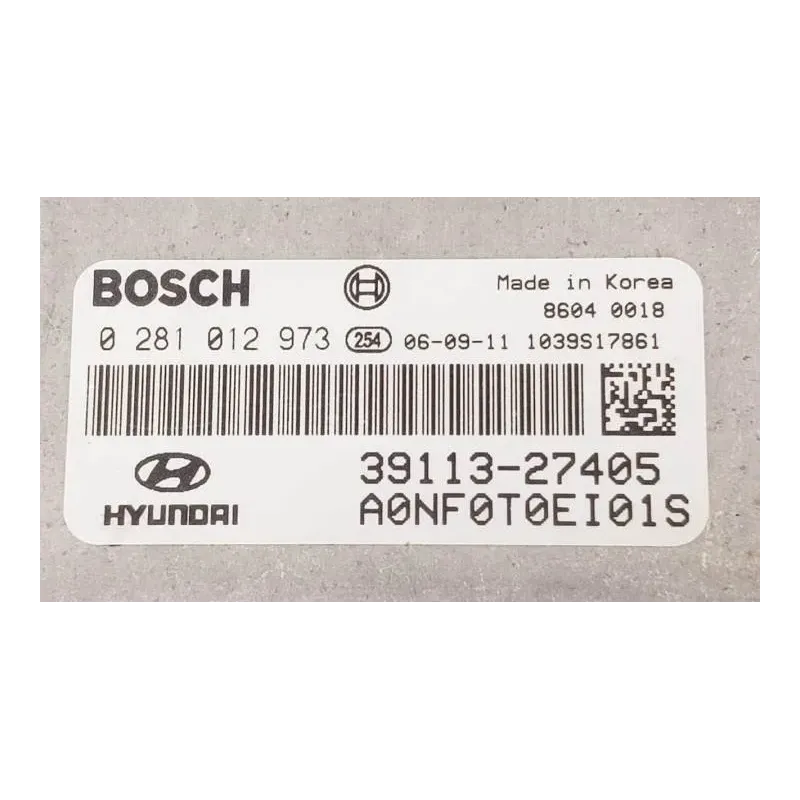 BOSCH Made in Korea
8604 0018
0 281 012 973 254 06-09-11 1039S17861
39113-27405
HYUNDAI A0NF0T0EI01S